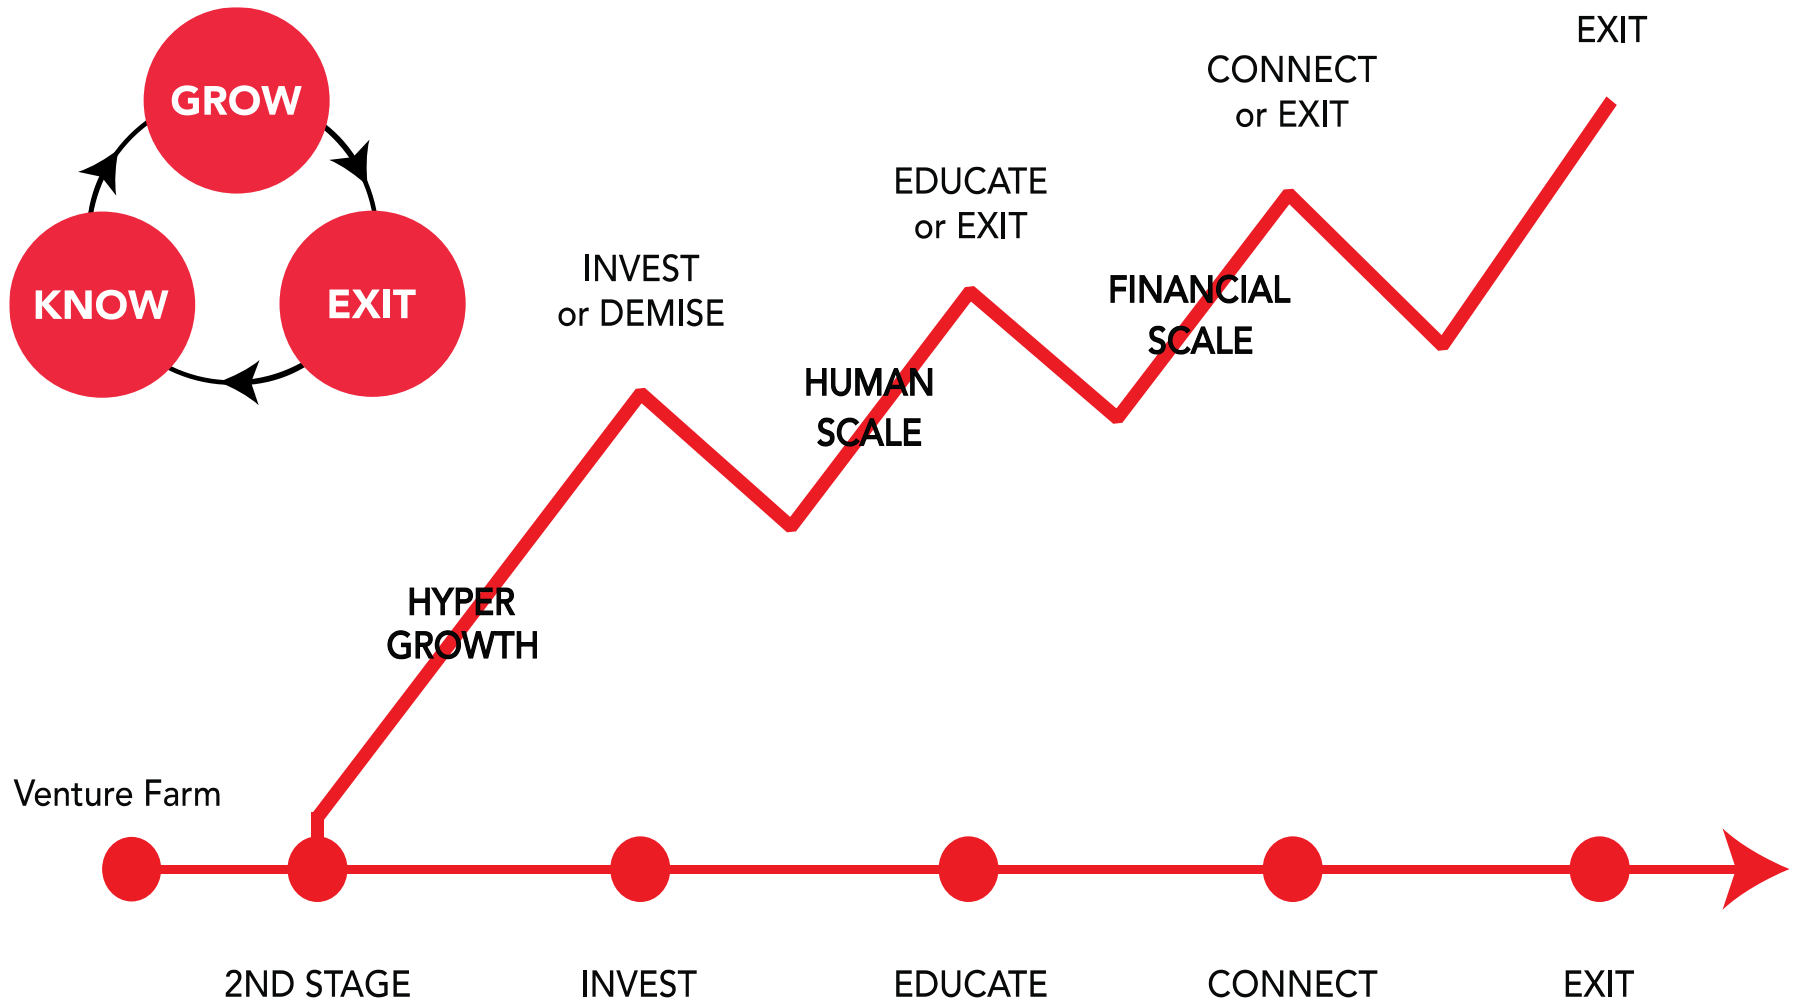 GROW
KNOW
EXIT
EXIT
CONNECT
or EXIT
EDUCATE
or EXIT
INVEST
or DEMISE
FINANCIAL
SCALE
HUMAN
SCALE
HYPER
GROWTH
Venture Farm
2ND STAGE
INVEST
EDUCATE
CONNECT
EXIT